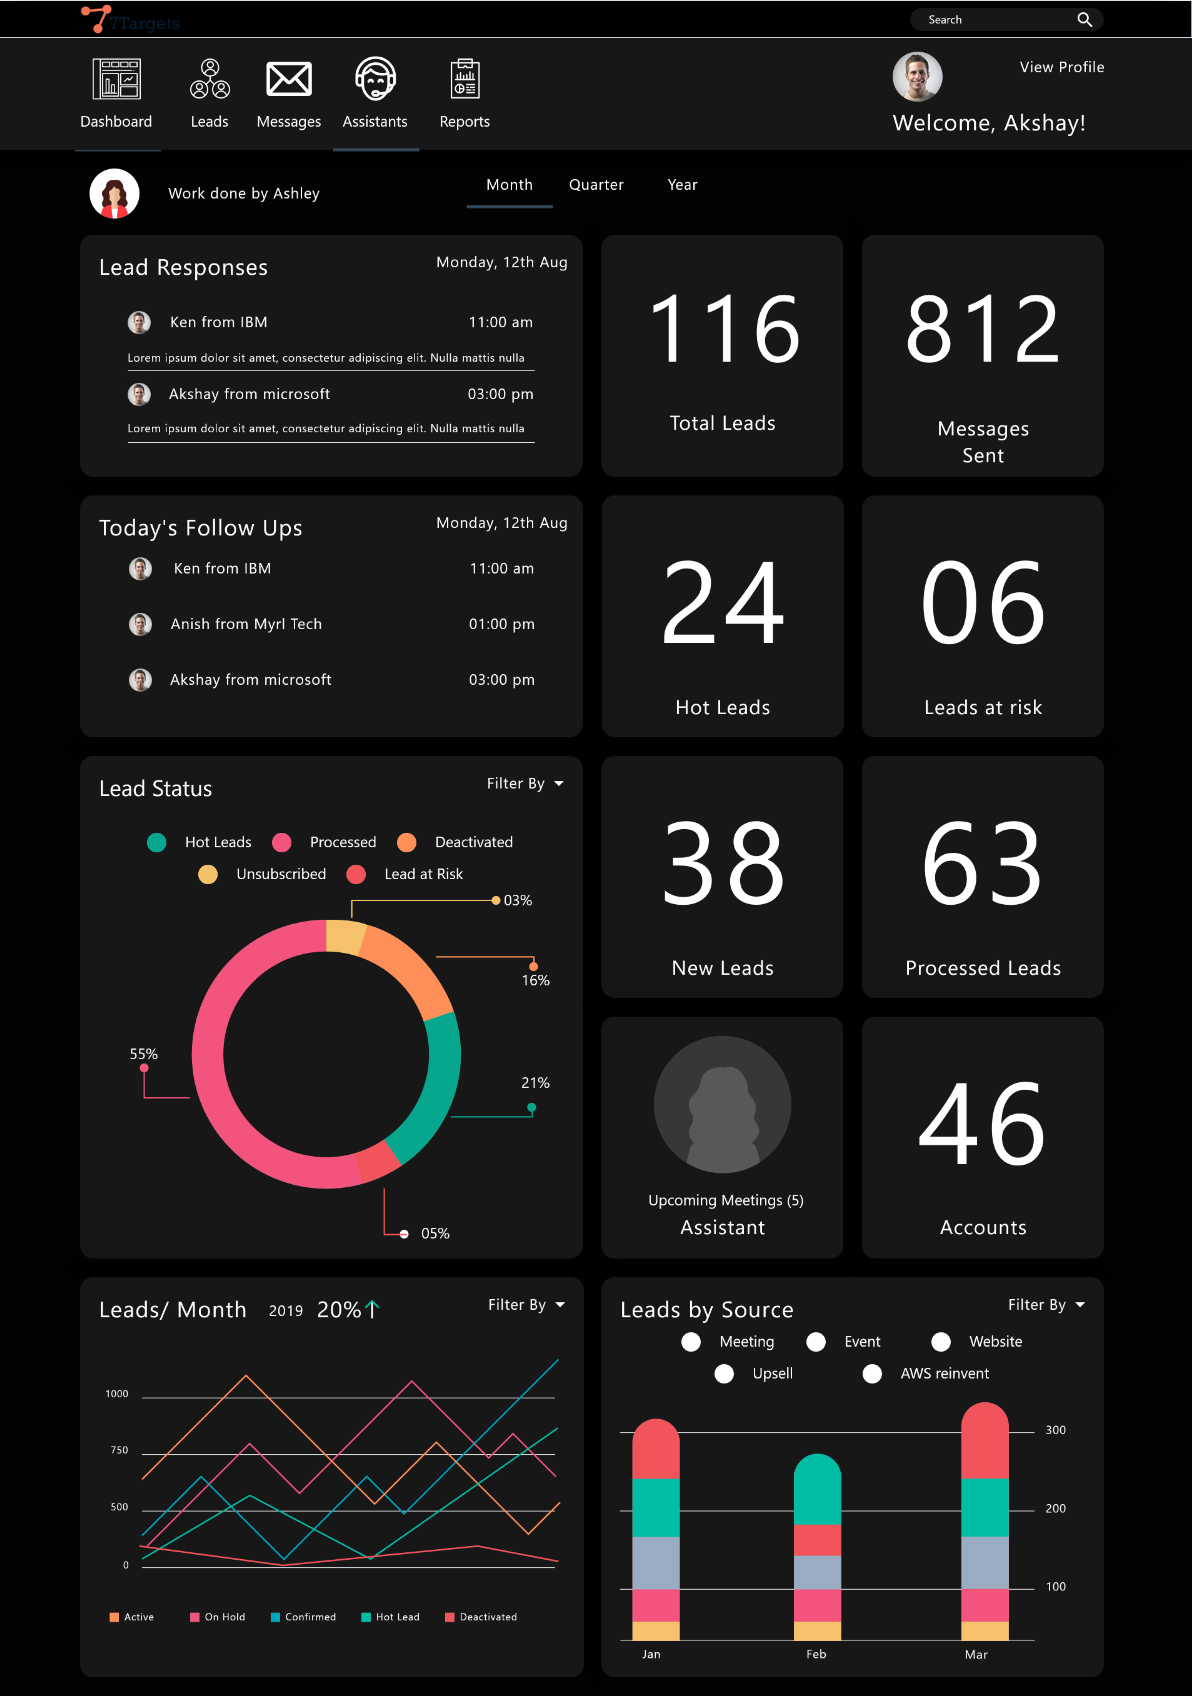 7Targets
Search
Dashboard
Leads
Messages
Assistants
Reports
View Profile
Welcome, Akshay!
Work done by Ashley
Month
Quarter
Year
Lead Responses
Monday, 12th Aug
Ken from IBM
11:00 am
Lorem ipsum dolor sit amet, consectetur adipiscing elit. Nulla mattis nulla
Akshay from microsoft
03:00 pm
Lorem ipsum dolor sit amet, consectetur adipiscing elit. Nulla mattis nulla
116
Total Leads
812
Messages
Sent
Today's Follow Ups
Monday, 12th Aug
Ken from IBM
11:00 am
Anish from Myrl Tech
01:00 pm
Akshay from microsoft
03:00 pm
24
Hot Leads
06
Leads at risk
Lead Status
Filter By
Hot Leads
Processed
Deactivated
Unsubscribed
Lead at Risk
03%
16%
55%
21%
05%
38
New Leads
63
Processed Leads
Upcoming Meetings (5)
Assistant
46
Accounts
Leads/ Month
2019
20%
Filter By
1000
750
500
0
Active
On Hold
Confirmed
Hot Lead
Deactivated
Leads by Source
Filter By
Meeting
Event
Website
Upsell
AWS reinvent
300
200
100
Jan
Feb
Mar